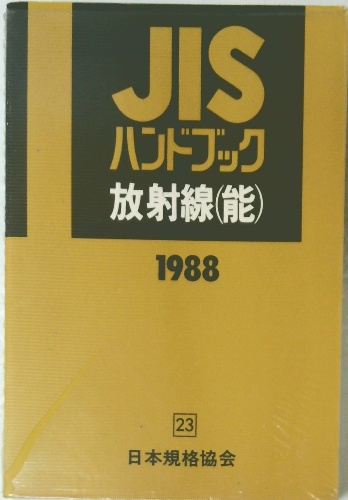 JIS
ハンドブック
放射線(能)
1988
23
日本規格協会